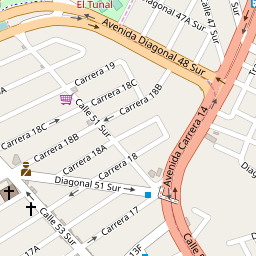 El Tunal
Diagonal 47A Sur
Avenida Diagonal 48 Sur
Carrera 19
Carrera 18C
Carrera 18B
Avenida Carrera 14
Calle 51 Sur
Carrera 18C
Carrera 18B
Carrera 18A
Carrera 18
Diagonal 51 Sur
Carrera 17
Calle 53 Sur
17A
13F
Calle